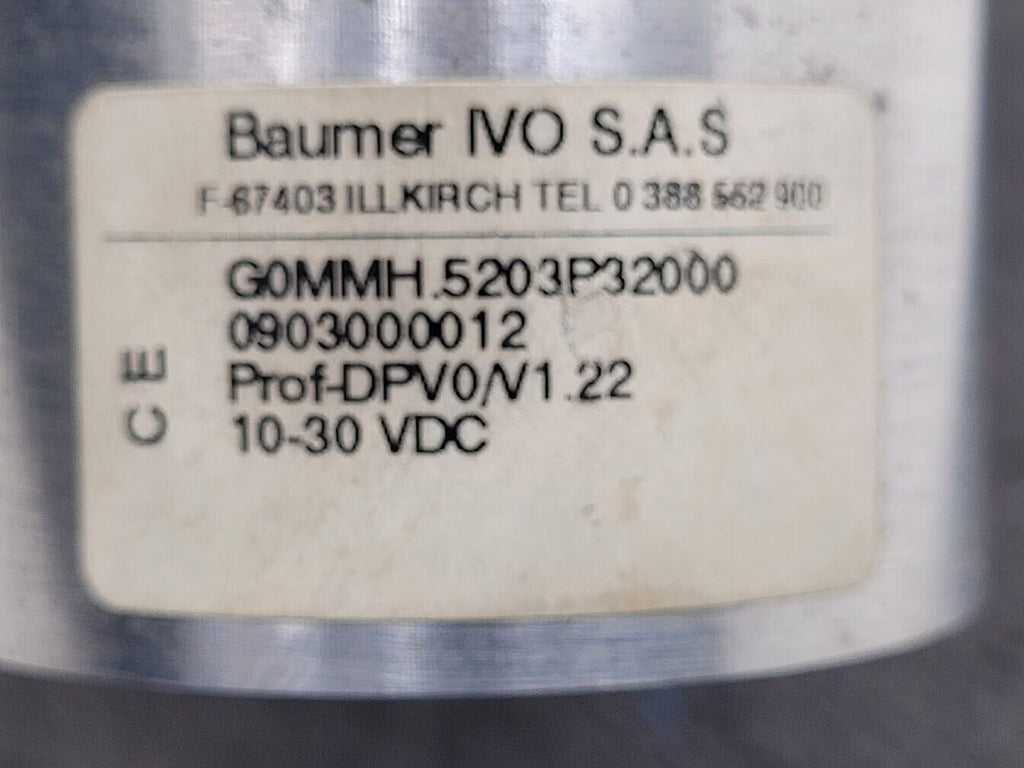 Baumer IVO S.A.S
F-67403 ILLKIRCH TEL 0 388 552 900
G0MMH.5203P32000
0903000012
Prof-DPV0/V1.22
10-30 VDC
CE